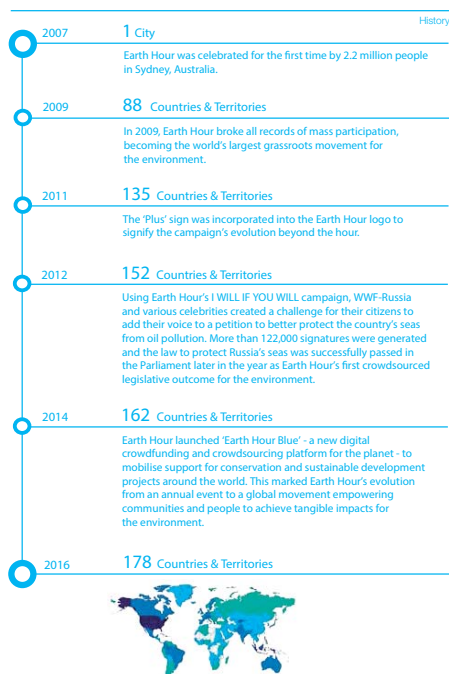 History
2007 1 City
Earth Hour was celebrated for the first time by 2.2 million people
in Sydney, Australia.
2009 88 Countries & Territories
In 2009, Earth Hour broke all records of mass participation,
becoming the world's largest grassroots movement for
the environment.
2011 135 Countries & Territories
The 'Plus' sign was incorporated into the Earth Hour logo to
signify the campaign's evolution beyond the hour.
2012 152 Countries & Territories
Using Earth Hour's I WILL IF YOU WILL campaign, WWF-Russia
and various celebrities created a challenge for their citizens to
add their voice to a petition to better protect the country's seas
from oil pollution. More than 122,000 signatures were generated
and the law to protect Russia's seas was successfully passed in
the Parliament later in the year as Earth Hour's first crowdsourced
legislative outcome for the environment.
2014 162 Countries & Territories
Earth Hour launched 'Earth Hour Blue' - a new digital
crowdfunding and crowdsourcing platform for the planet - to
mobilise support for conservation and sustainable development
projects around the world. This marked Earth Hour's evolution
from an annual event to a global movement empowering
communities and people to achieve tangible impacts for
the environment.
2016 178 Countries & Territories